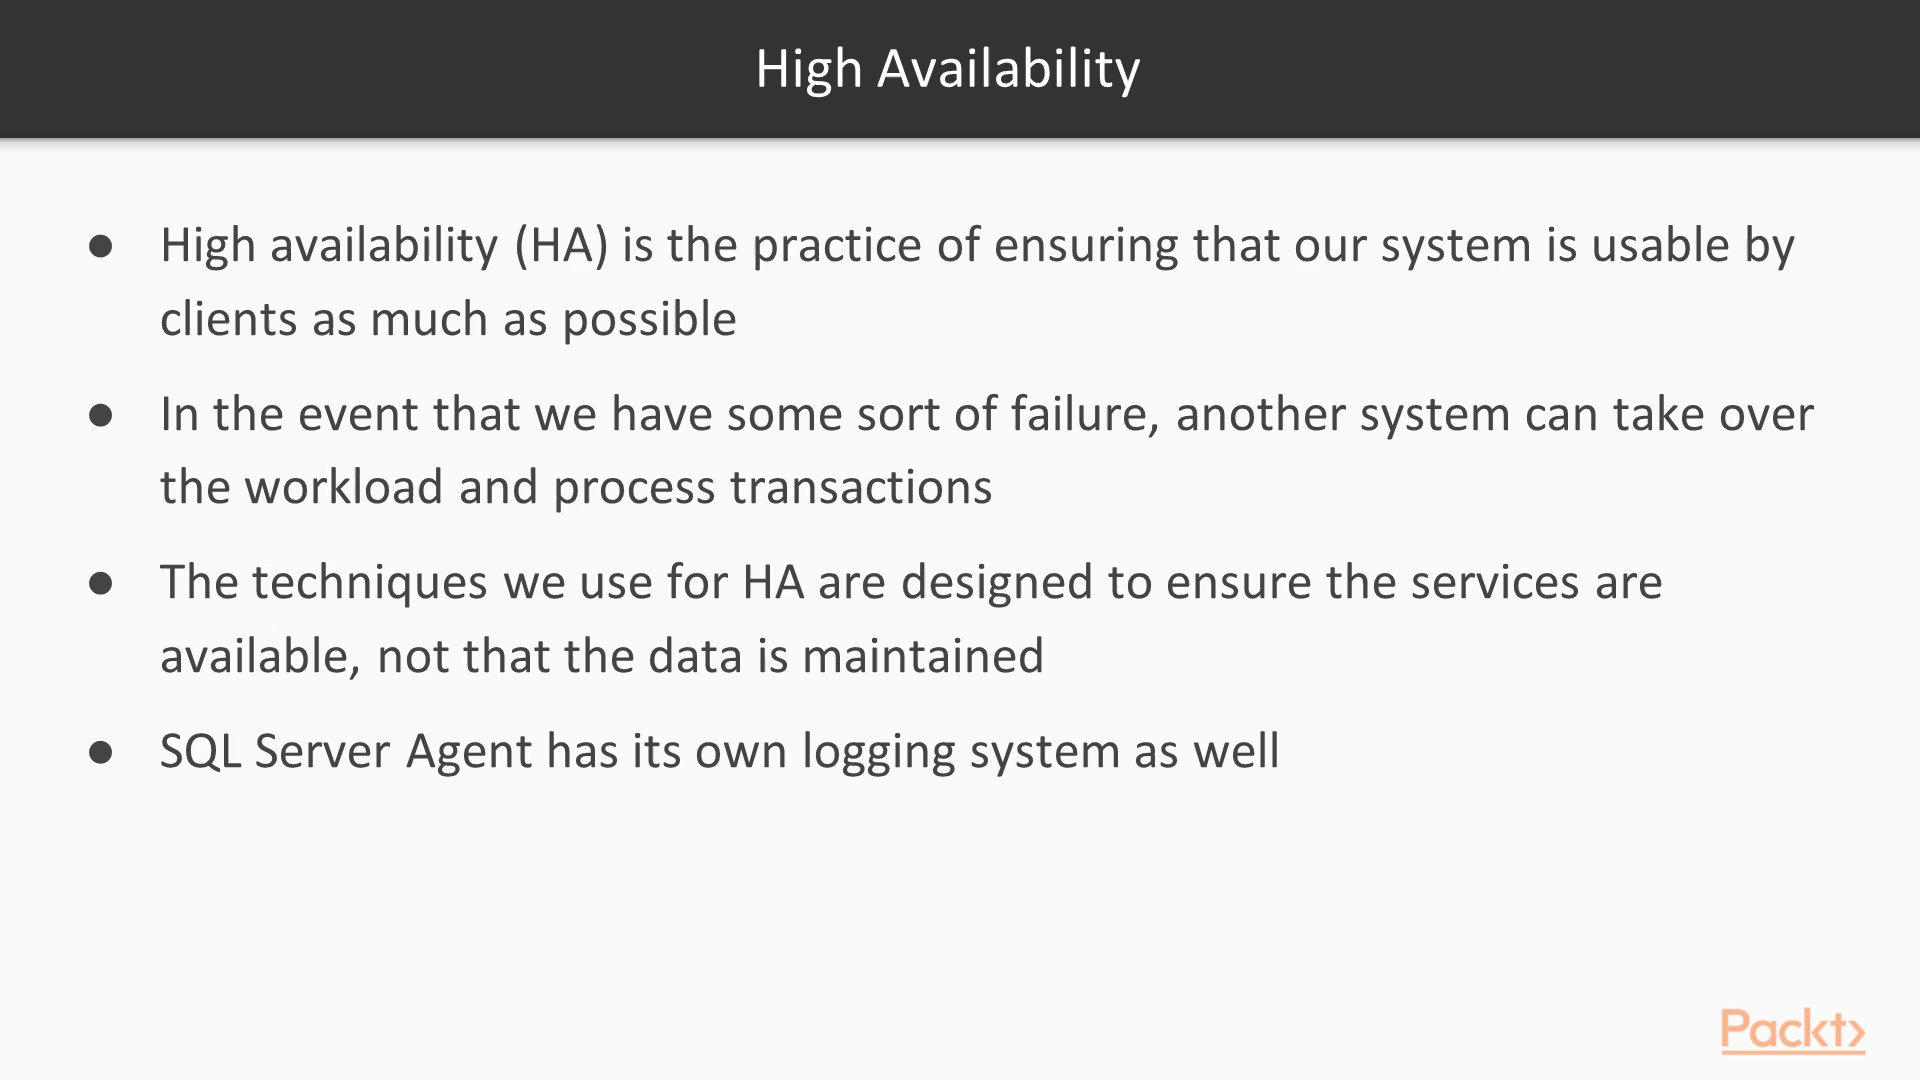 High Availability
● High availability (HA) is the practice of ensuring that our system is usable by
clients as much as possible
● In the event that we have some sort of failure, another system can take over
the workload and process transactions
● The techniques we use for HA are designed to ensure the services are
available, not that the data is maintained
● SQL Server Agent has its own logging system as well
Packt>